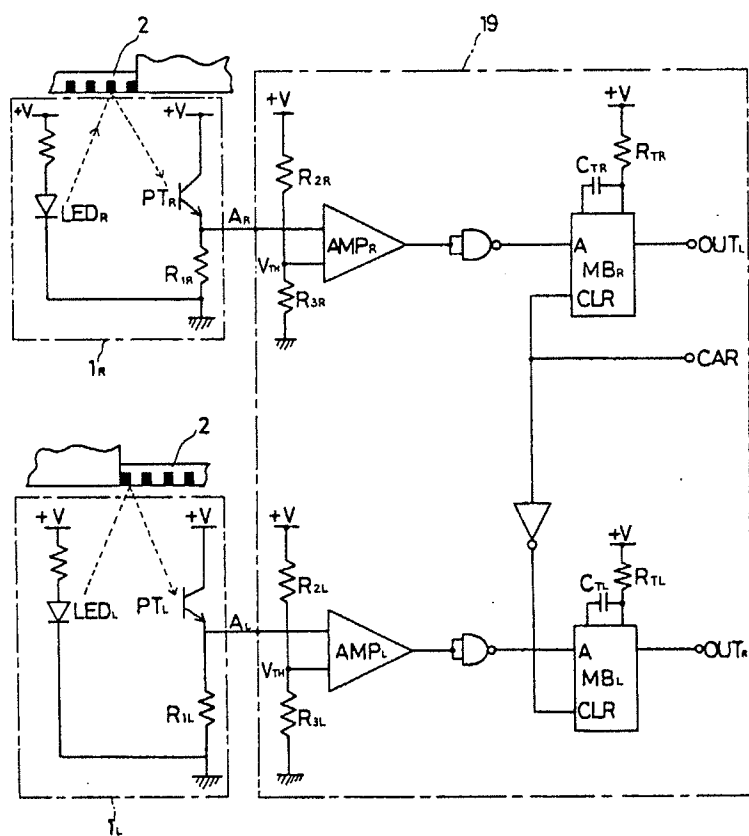 2
19
+V
+V
+V
+V
R2R
RTR
CTR
PTR
LEDR
AR
AMPR
A
MBR
OUTL
R1R
VTH
R3R
CLR
CAR
1R
2
+V
+V
+V
+V
R2L
RTL
CTL
PTL
LEDL
AL
AMPL
A
MBL
OUTR
VTH
R1L
R3L
CLR
1L